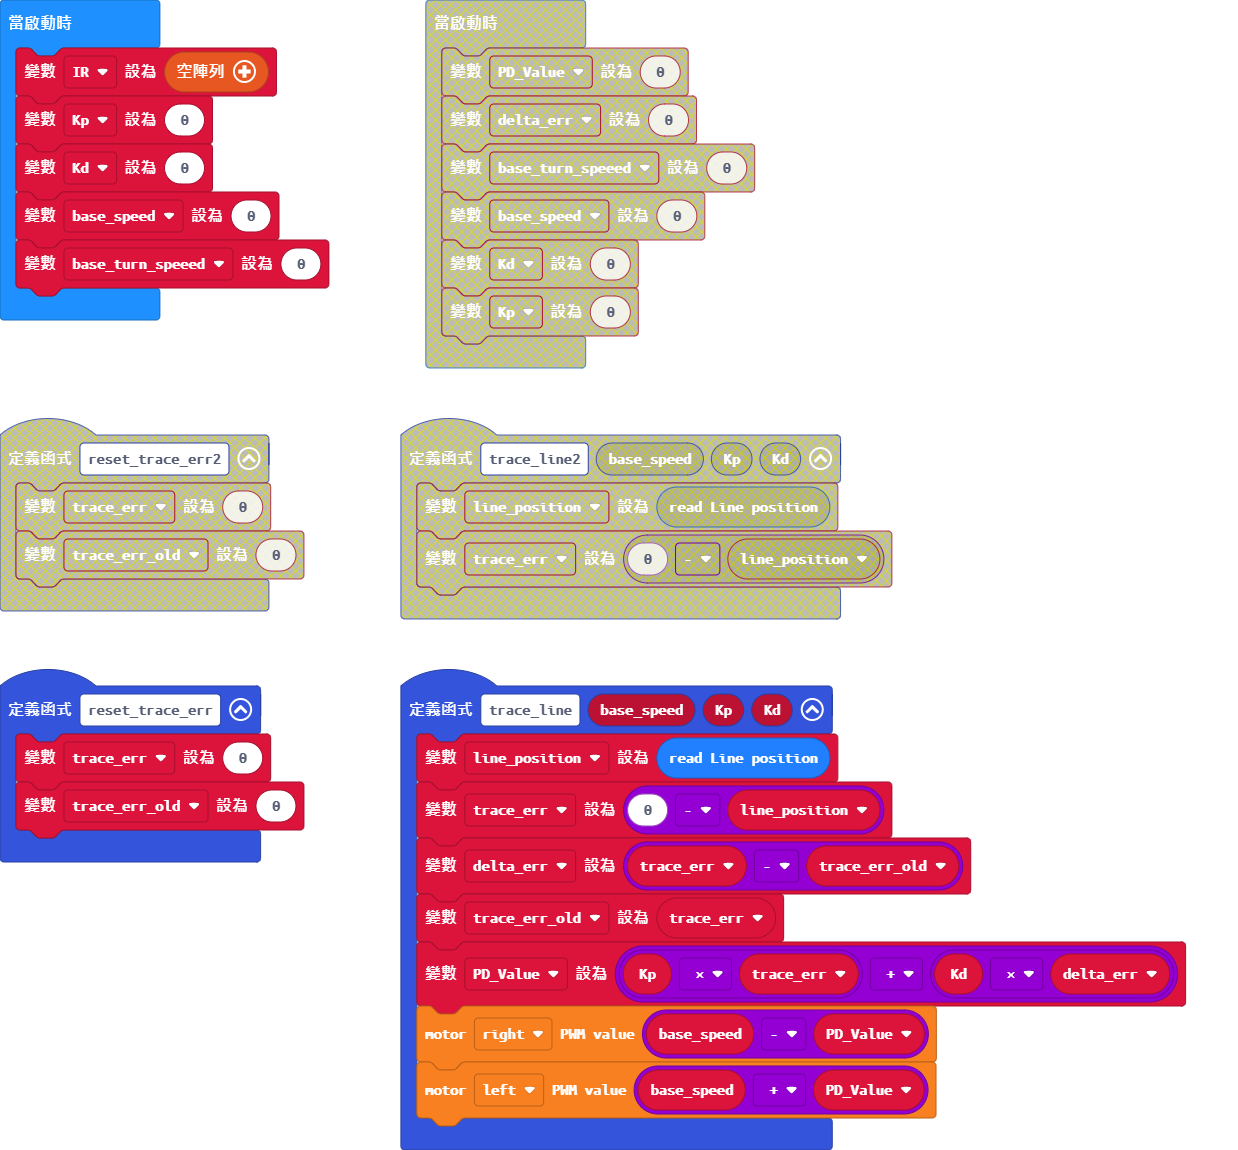 當啟動時
變數 IR 設為 空陣列
變數 Kp 設為 0
變數 Kd 設為 0
變數 base_speed 設為 0
變數 base_turn_speeed 設為 0
當啟動時
變數 PD_Value 設為 0
變數 delta_err 設為 0
變數 base_turn_speeed 設為 0
變數 base_speed 設為 0
變數 Kd 設為 0
變數 Kp 設為 0
定義函式 reset_trace_err2
變數 trace_err 設為 0
變數 trace_err_old 設為 0
定義函式 trace_line2 base_speed Kp Kd
變數 line_position 設為 read Line position
變數 trace_err 設為 0 - line_position
定義函式 reset_trace_err
變數 trace_err 設為 0
變數 trace_err_old 設為 0
定義函式 trace_line base_speed Kp Kd
變數 line_position 設為 read Line position
變數 trace_err 設為 0 - line_position
變數 delta_err 設為 trace_err - trace_err_old
變數 trace_err_old 設為 trace_err
變數 PD_Value 設為 Kp × trace_err + Kd × delta_err
motor right PWM value base_speed - PD_Value
motor left PWM value base_speed + PD_Value